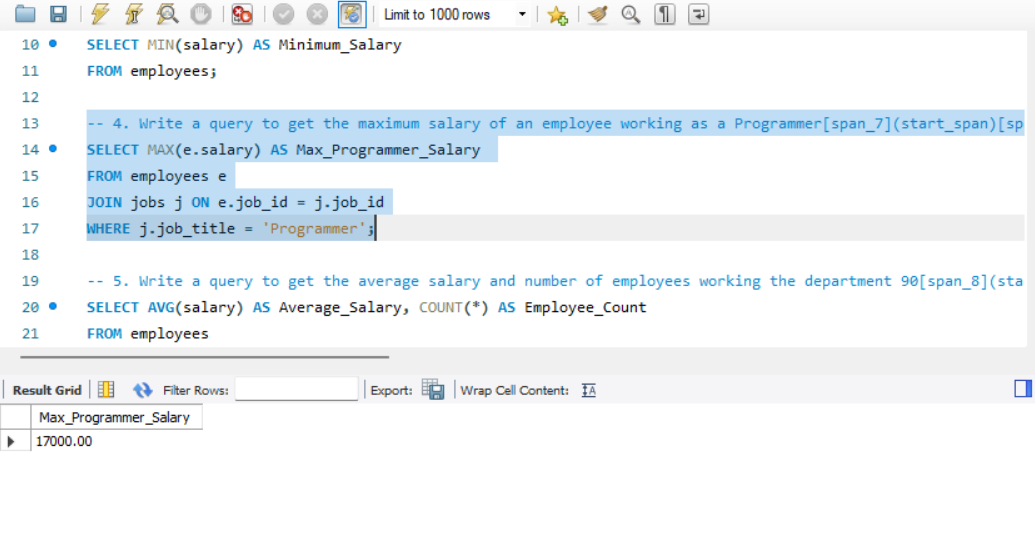 Limit to 1000 rows
10 SELECT MIN(salary) AS Minimum_Salary
11 FROM employees;
12
13 -- 4. Write a query to get the maximum salary of an employee working as a Programmer[span_7](start_span)[sp
14 SELECT MAX(e.salary) AS Max_Programmer_Salary
15 FROM employees e
16 JOIN jobs j ON e.job_id = j.job_id
17 WHERE j.job_title = 'Programmer';
18
19 -- 5. Write a query to get the average salary and number of employees working the department 90[span_8](sta
20 SELECT AVG(salary) AS Average_Salary, COUNT(*) AS Employee_Count
21 FROM employees
Result Grid Filter Rows: Export: Wrap Cell Content: IA
Max_Programmer_Salary
17000.00